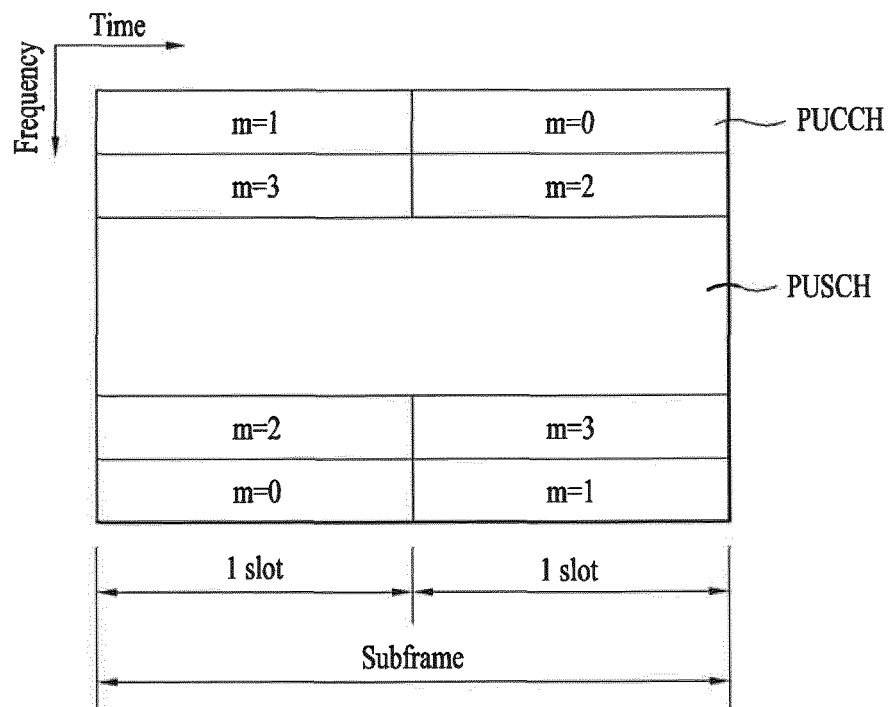 Time
Frequency
m=1 m=0 PUCCH
m=3 m=2
PUSCH
m=2 m=3
m=0 m=1
1 slot 1 slot
Subframe